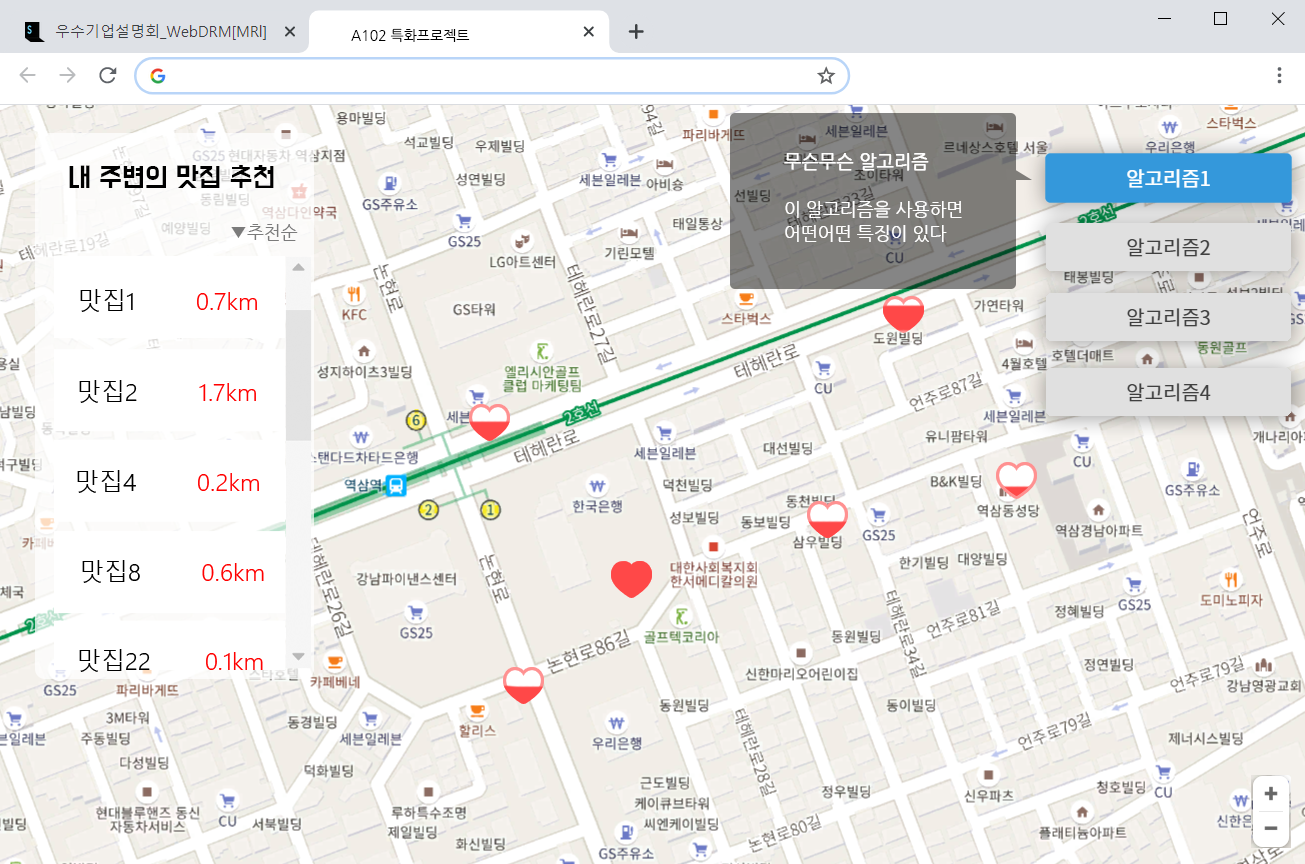 우수기업설명회_WebDRM[MRI]
A102 특화프로젝트
내 주변의 맛집 추천
▼추천순
맛집1 0.7km
맛집2 1.7km
맛집4 0.2km
맛집8 0.6km
맛집22 0.1km
무슨무슨 알고리즘
이 알고리즘을 사용하면
어떤어떤 특징이 있다
알고리즘1
알고리즘2
알고리즘3
알고리즘4
용마빌딩
석교빌딩
우제빌딩
성연빌딩
세븐일레븐
아비숑
파리바게뜨
세븐일레븐
르네상스호텔 서울
우리은행
스타벅스
GS25 현대자동차 역삼지점
동림빌딩
역삼다인약국
예양빌딩
테헤란로19길
GS주유소
GS25
LG아트센터
기린모텔
태일통상
선빌딩
조이타워
CU
2호선
태봉빌딩
KFC
GS타워
논현로
테헤란로27길
스타벅스
도원빌딩
가연타워
4월호텔
호텔더매트
동원골프
성지하이츠3빌딩
엘리시안골프
클럽 마케팅팀
테헤란로
CU
언주로87길
세븐일레븐
유니팜타워
CU
개나리아파
6
세븐
2호선
테헤란로
세븐일레븐
대선빌딩
스탠다드차타드은행
역삼역
2
1
한국은행
덕천빌딩
성보빌딩
동보빌딩
동천빌딩
삼우빌딩
GS25
B&K빌딩
역삼동성당
GS주유소
역삼경남아파트
언주로
강남파이낸스센터
GS25
논현로
대한사회복지회
한서메디칼의원
한기빌딩
대양빌딩
골프텍코리아
테헤란로26길
테헤란로34길
언주로81길
정혜빌딩
GS25
도미노피자
카페베네
논현로86길
동원빌딩
신한마리오어린이집
정연빌딩
언주로79길
강남영광교회
GS25
파리바게뜨
3M타워
주동빌딩
다성빌딩
동경빌딩
세븐일레븐
할리스
우리은행
동원빌딩
동이빌딩
언주로79길
제너시스빌딩
덕화빌딩
테헤란로28길
근도빌딩
케이큐브타워
씨엔케이빌딩
정우빌딩
신우파츠
청호빌딩
CU
현대블루핸즈 동신
자동차서비스
CU
서북빌딩
루하특수조명
제일빌딩
화신빌딩
GS주유소
논현로80길
플래티늄아파트
+
−